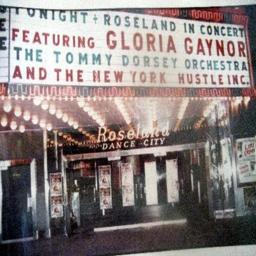 TONIGHT + ROSELAND IN CONCERT
FEATURING GLORIA GAYNOR
THE TOMMY DORSEY ORCHESTRA
AND THE NEW YORK HUSTLE INC.
Roseland
DANCE-CITY